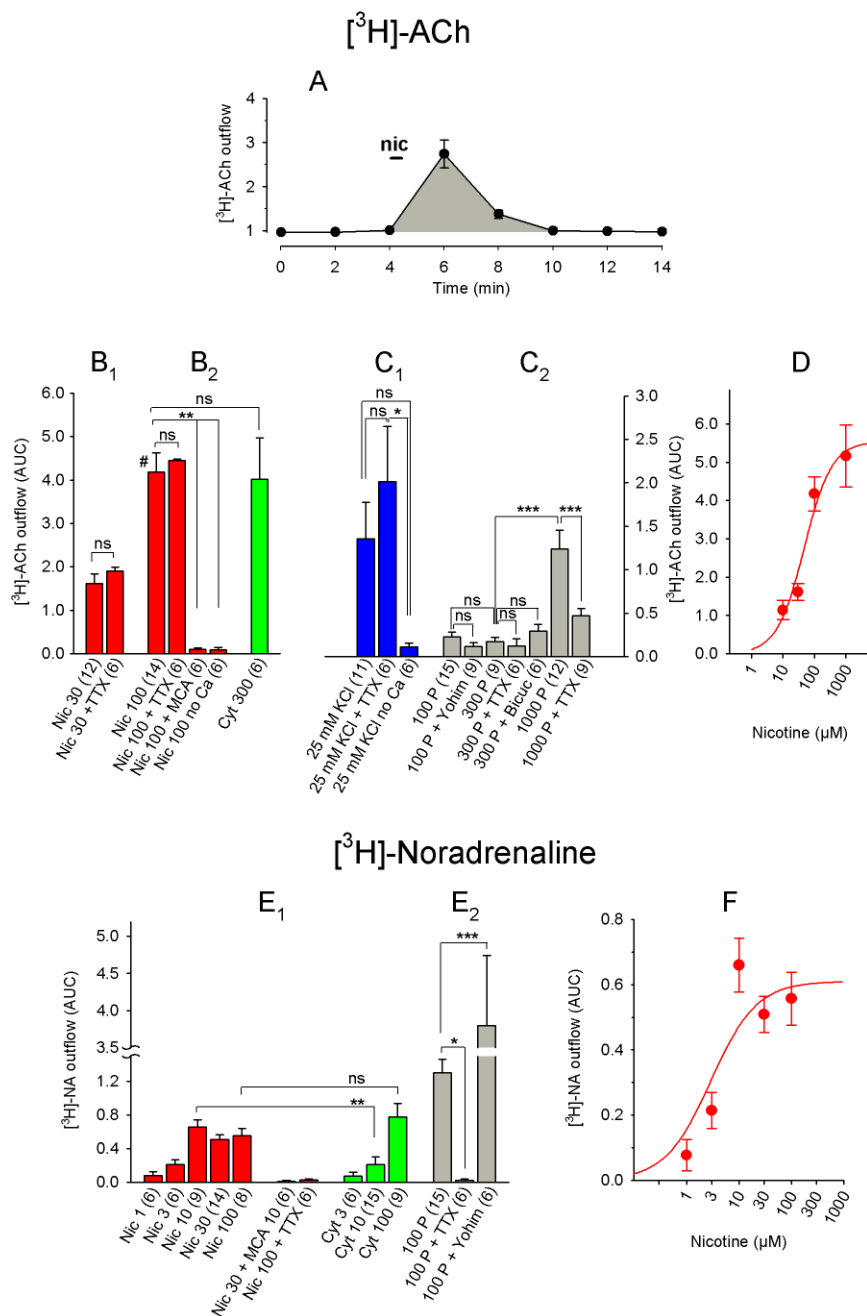 [³H]-ACh
A
[³H]-ACh outflow
4
3
2
1
nic
0 2 4 6 8 10 12 14
Time (min)
B₁ B₂ C₁ C₂ D
[³H]-ACh outflow (AUC)
6.0
5.0
4.0
3.0
2.0
1.0
0.0
ns
ns
**
ns
#
Nic 30 (12)
Nic 30 +TTX (6)
Nic 100 (14)
Nic 100 + TTX (6)
Nic 100 + MCA (6)
Nic 100 no Ca (6)
Cyt 300 (6)
ns
ns *
ns
ns
ns
ns
***
***
25 mM KCl (11)
25 mM KCl + TTX (6)
25 mM KCl no Ca (6)
100 P (15)
100 P + Yohim (9)
300 P (9)
300 P + TTX (6)
300 P + Bicuc (6)
1000 P (12)
1000 P + TTX (9)
3.0
2.5
2.0
1.5
1.0
0.5
0.0
[³H]-ACh outflow (AUC)
6.0
5.0
4.0
3.0
2.0
1.0
0.0
1 10 100 1000
Nicotine (µM)
[³H]-Noradrenaline
E₁ E₂ F
[³H]-NA outflow (AUC)
5.0
4.5
4.0
3.5
1.2
0.8
0.4
0.0
ns
**
***
*
Nic 1 (6)
Nic 3 (6)
Nic 10 (9)
Nic 30 (14)
Nic 100 (8)
Nic 30 + MCA 10 (6)
Nic 100 + TTX (6)
Cyt 3 (6)
Cyt 10 (15)
Cyt 100 (9)
100 P (15)
100 P + TTX (6)
100 P + Yohim (6)
[³H]-NA outflow (AUC)
0.8
0.6
0.4
0.2
0.0
1 3 10 30 100 300 1000
Nicotine (µM)